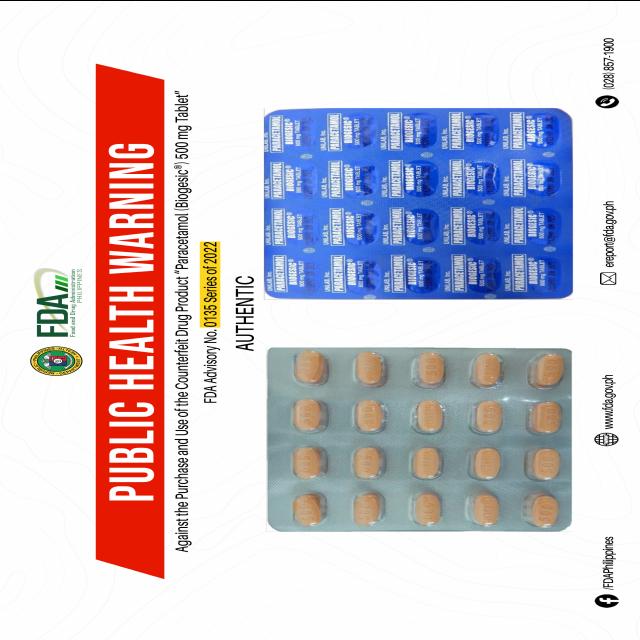 FDA
Food and Drug Administration
PHILIPPINES
PUBLIC HEALTH WARNING
Against the Purchase and Use of the Counterfeit Drug Product "Paracetamol (Biogesic®) 500 mg Tablet"
FDA Advisory No. 0135 Series of 2022
AUTHENTIC
UNILAB, Inc.
PARACETAMOL
BIOGESIC®
500 mg TABLET
/FDAPhilippines
www.fda.gov.ph
ereport@fda.gov.ph
(028) 857-1900